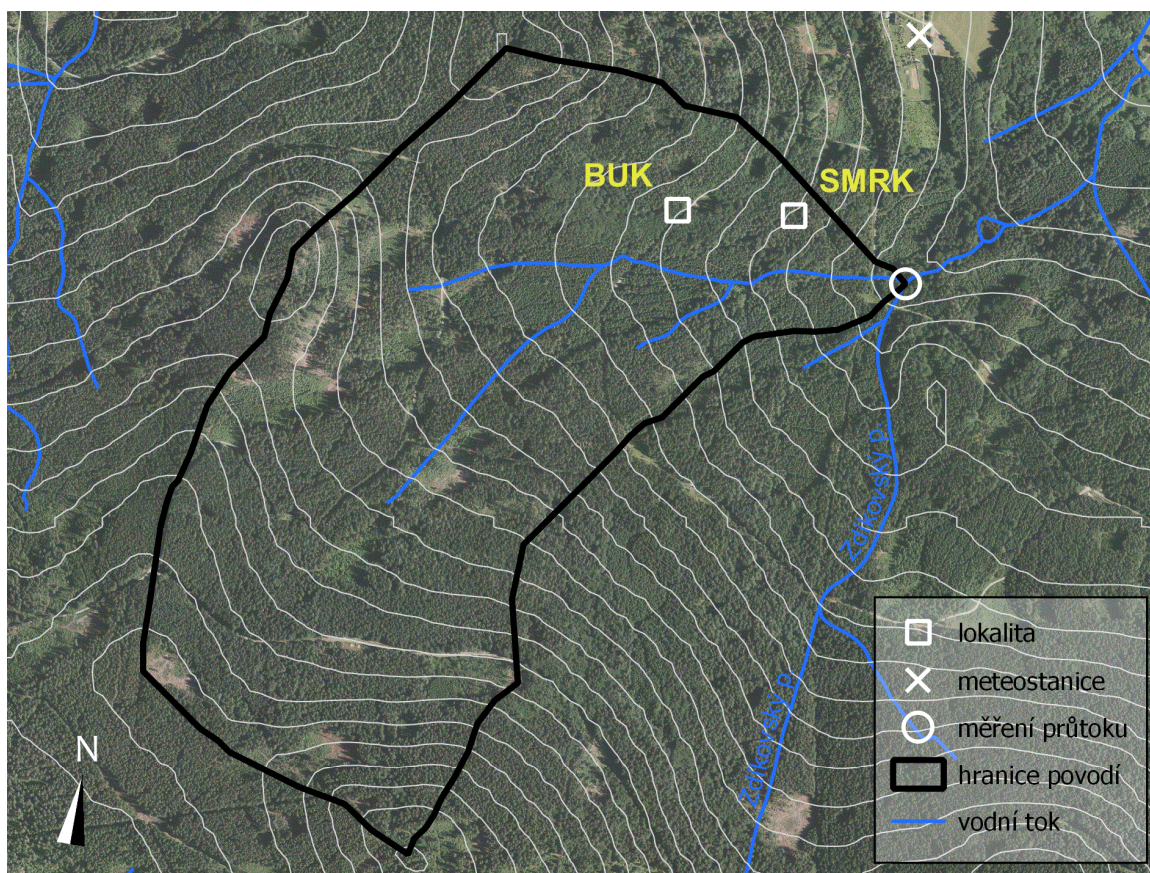 BUK
SMRK
Zdíkovský p.
Zdíkovský p.
N
lokalita
meteostanice
měření průtoku
hranice povodí
vodní tok